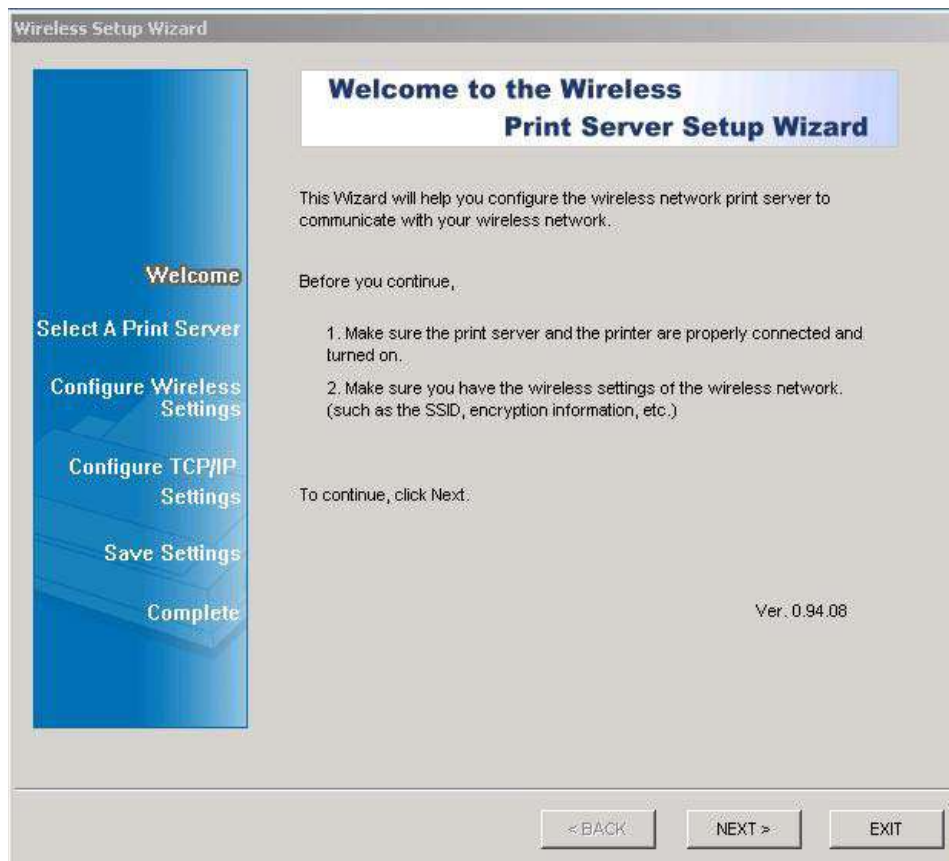 Wireless Setup Wizard
Welcome to the Wireless
Print Server Setup Wizard
This Wizard will help you configure the wireless network print server to
communicate with your wireless network.
Before you continue,
1. Make sure the print server and the printer are properly connected and
turned on.
2. Make sure you have the wireless settings of the wireless network.
(such as the SSID, encryption information, etc.)
To continue, click Next.
Ver. 0.94.08
Welcome
Select A Print Server
Configure Wireless
Settings
Configure TCP/IP
Settings
Save Settings
Complete
< BACK
NEXT >
EXIT